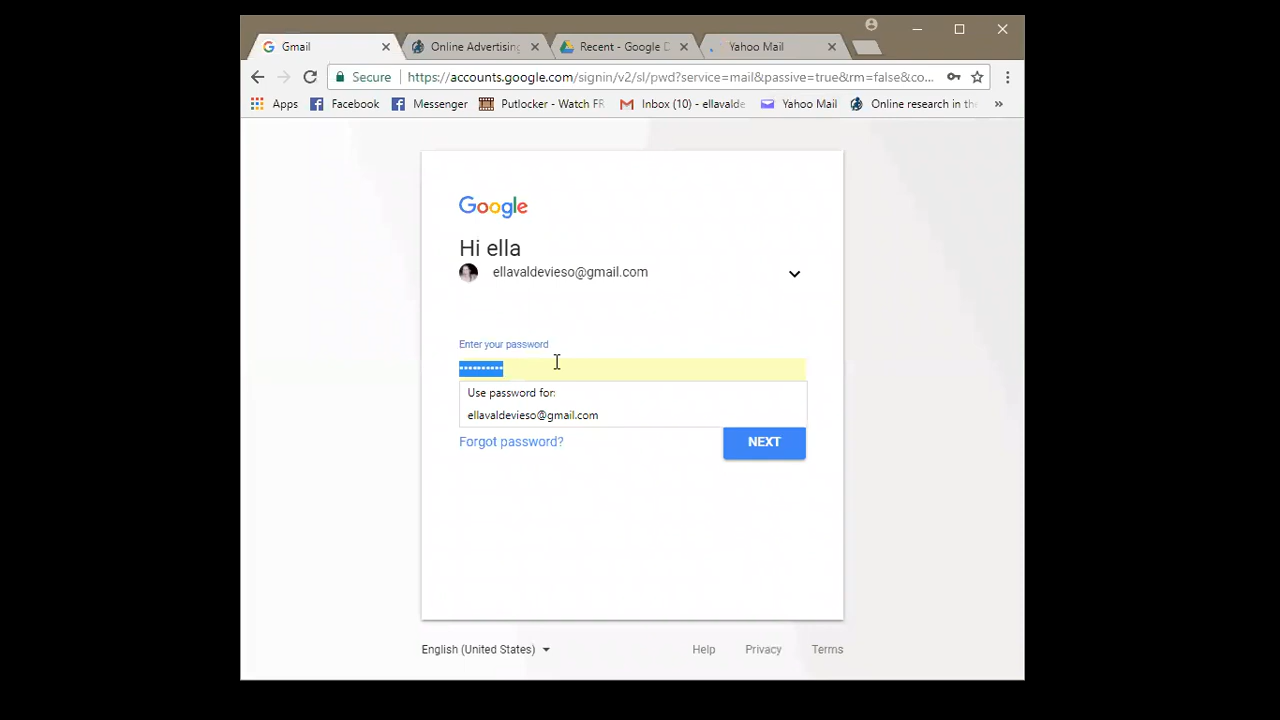 Gmail
Online Advertising
Recent - Google D
Yahoo Mail
Secure
https://accounts.google.com/signin/v2/sl/pwd?service=mail&passive=true&rm=false&co...
Apps
Facebook
Messenger
Putlocker - Watch FR
Inbox (10) - ellavalde
Yahoo Mail
Online research in the
»
Google
Hi ella
ellavaldevieso@gmail.com
Enter your password
••••••••••
Use password for:
ellavaldevieso@gmail.com
Forgot password?
NEXT
English (United States)
Help
Privacy
Terms